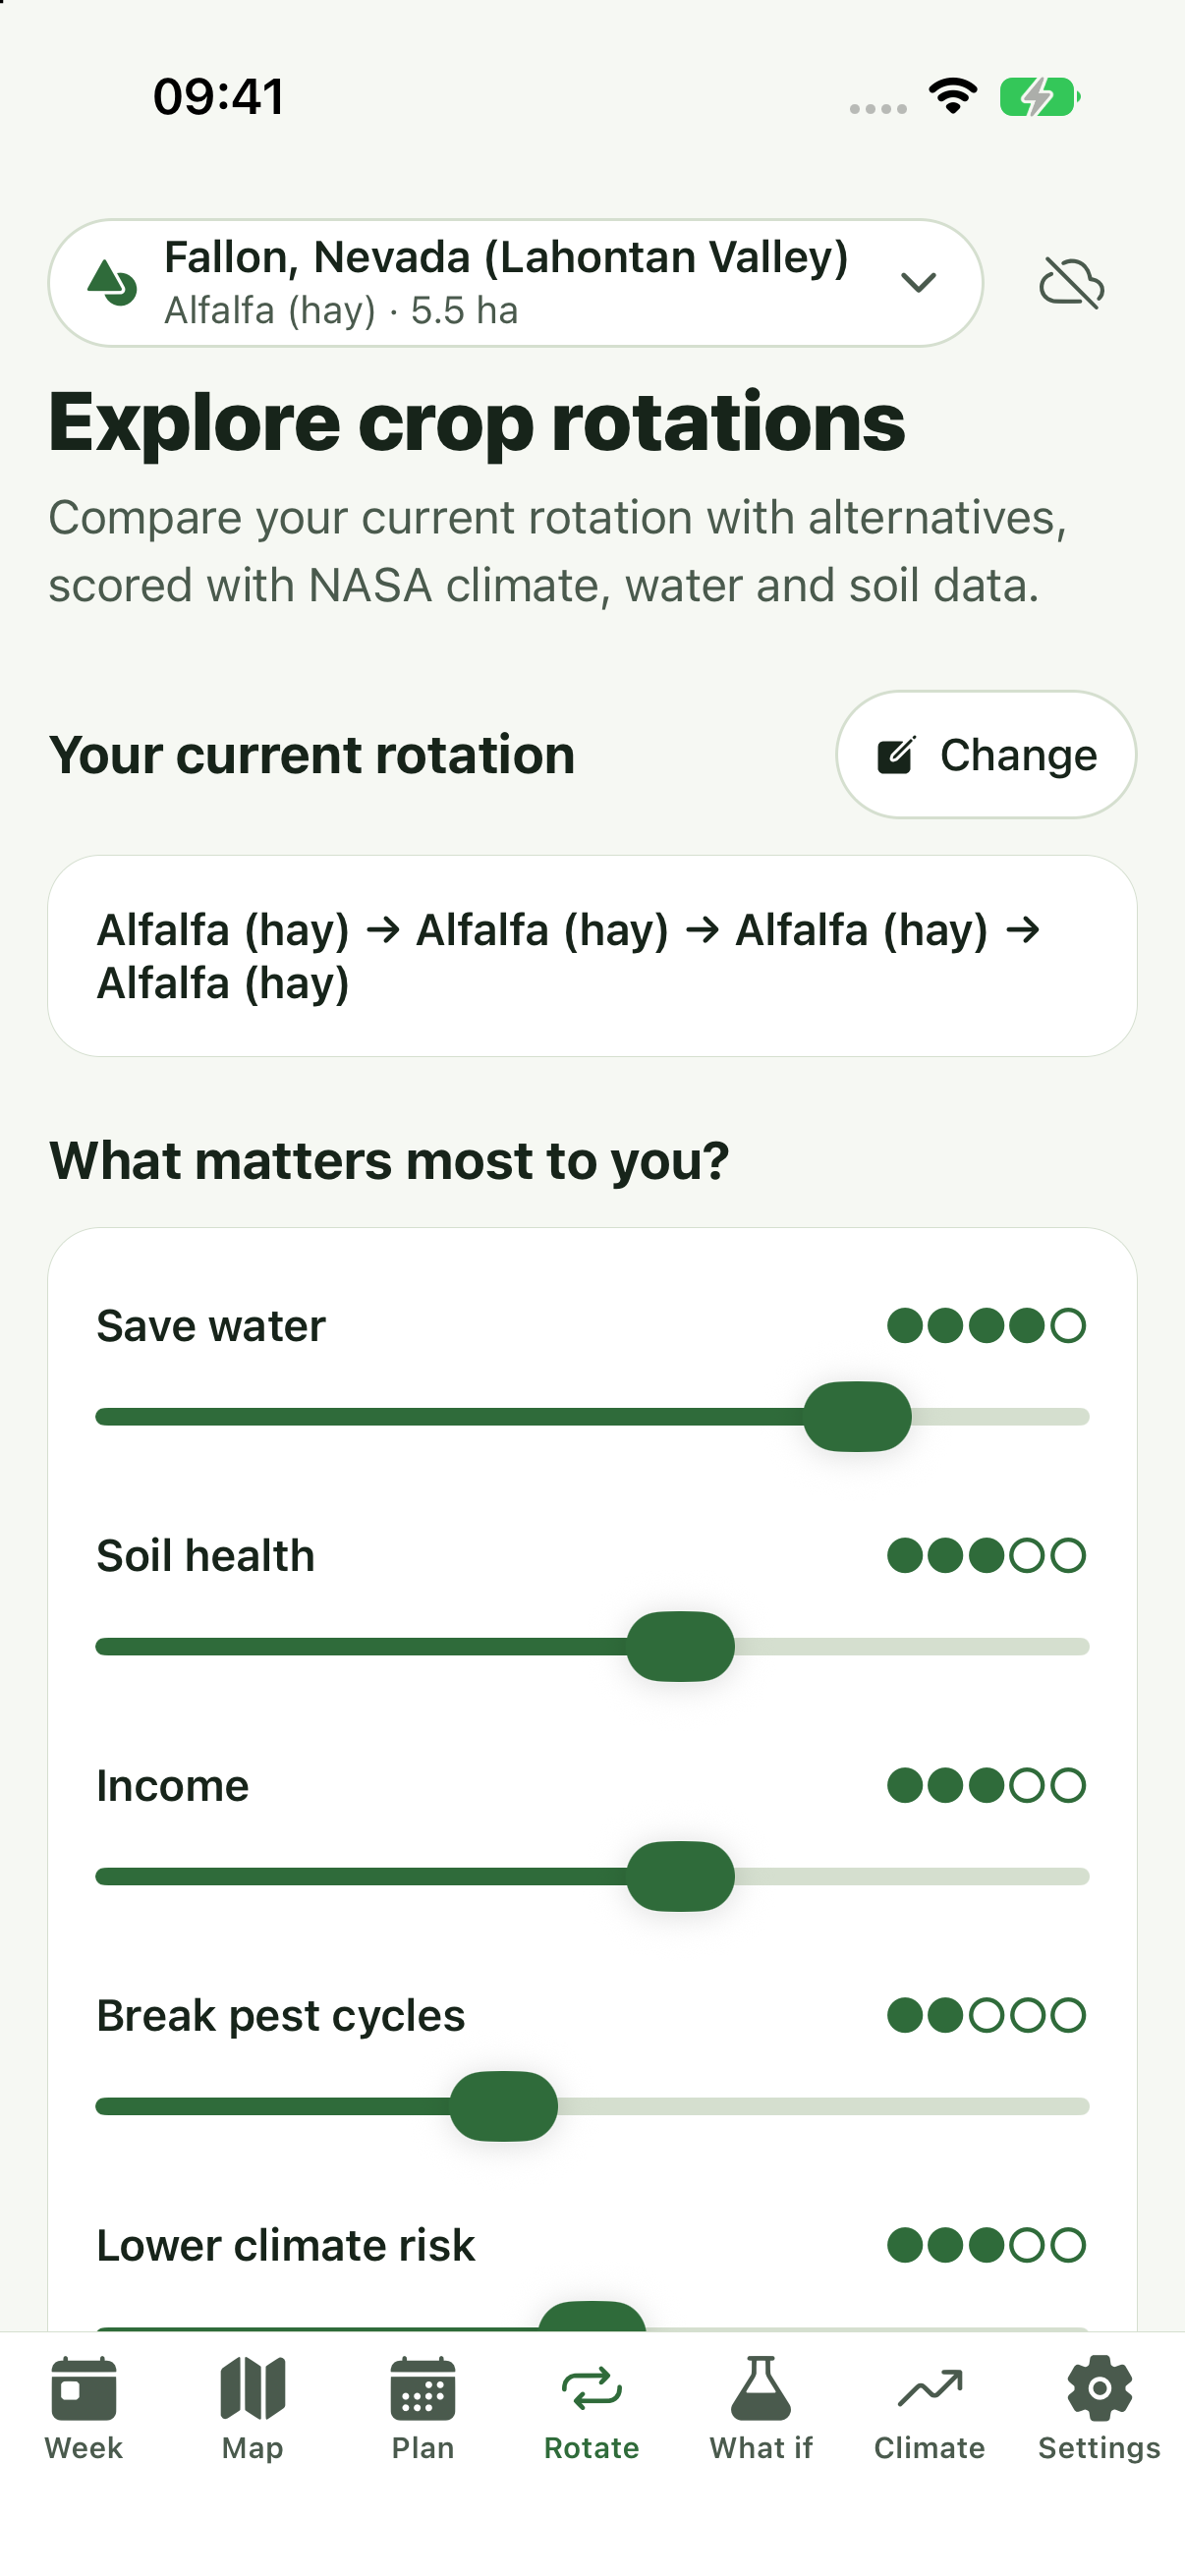 09:41
Fallon, Nevada (Lahontan Valley)
Alfalfa (hay) · 5.5 ha
Explore crop rotations
Compare your current rotation with alternatives,
scored with NASA climate, water and soil data.
Your current rotation
Change
Alfalfa (hay) → Alfalfa (hay) → Alfalfa (hay) →
Alfalfa (hay)
What matters most to you?
Save water
Soil health
Income
Break pest cycles
Lower climate risk
Week
Map
Plan
Rotate
What if
Climate
Settings